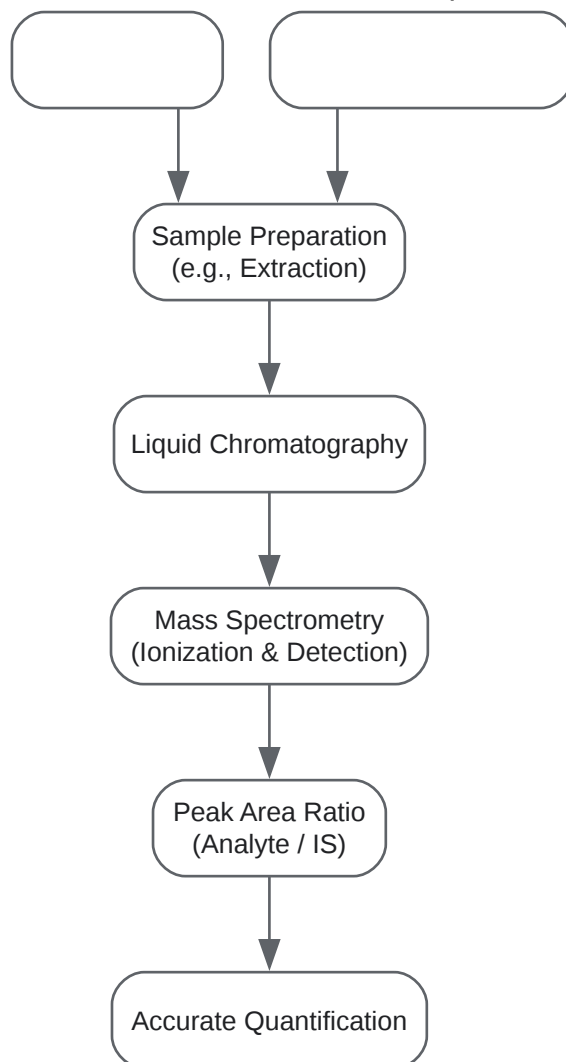 Sample Preparation
(e.g., Extraction)
Liquid Chromatography
Mass Spectrometry
(Ionization & Detection)
Peak Area Ratio
(Analyte / IS)
Accurate Quantification